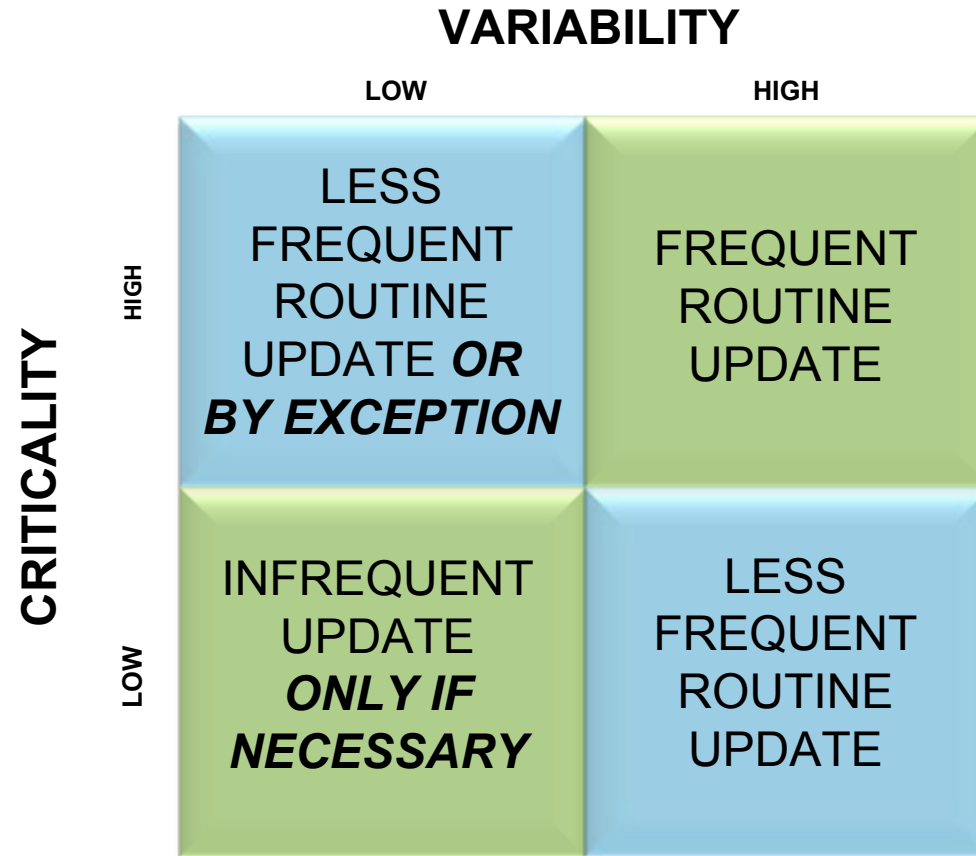 VARIABILITY
LOW
HIGH
CRITICALITY
HIGH
LESS
FREQUENT
ROUTINE
UPDATE OR
BY EXCEPTION
FREQUENT
ROUTINE
UPDATE
LOW
INFREQUENT
UPDATE
ONLY IF
NECESSARY
LESS
FREQUENT
ROUTINE
UPDATE